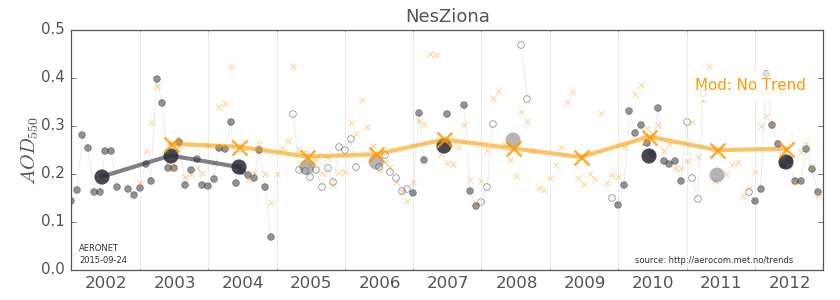 NesZiona
0.5
0.4
0.3
0.2
0.1
0.0
AOD550
Mod: No Trend
AERONET
2015-09-24
source: http://aerocom.met.no/trends
2002 2003 2004 2005 2006 2007 2008 2009 2010 2011 2012